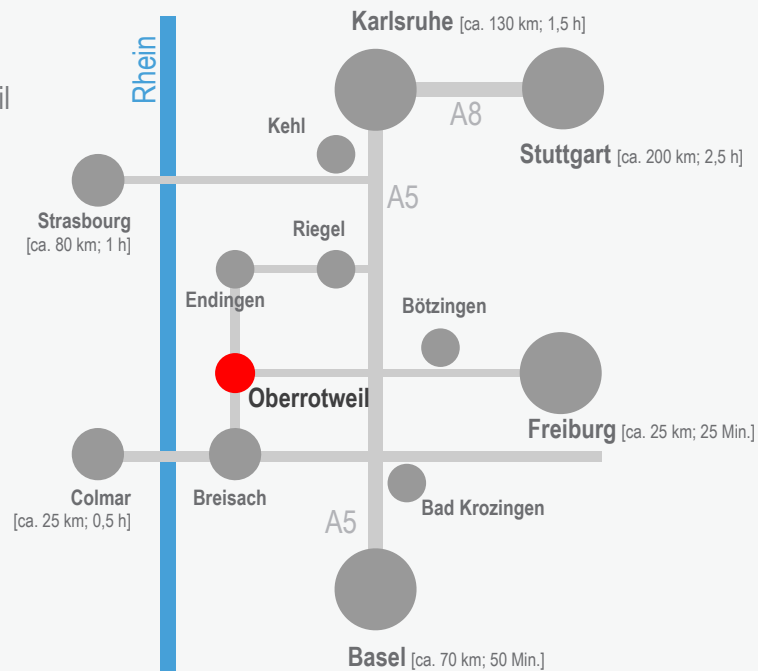 Karlsruhe [ca. 130 km; 1,5 h]
Rhein
il
A8
Kehl
Stuttgart [ca. 200 km; 2,5 h]
A5
Strasbourg
[ca. 80 km; 1 h]
Riegel
Endingen
Bötzingen
Oberrotweil
Freiburg [ca. 25 km; 25 Min.]
Colmar
[ca. 25 km; 0,5 h]
Breisach
Bad Krozingen
A5
Basel [ca. 70 km; 50 Min.]